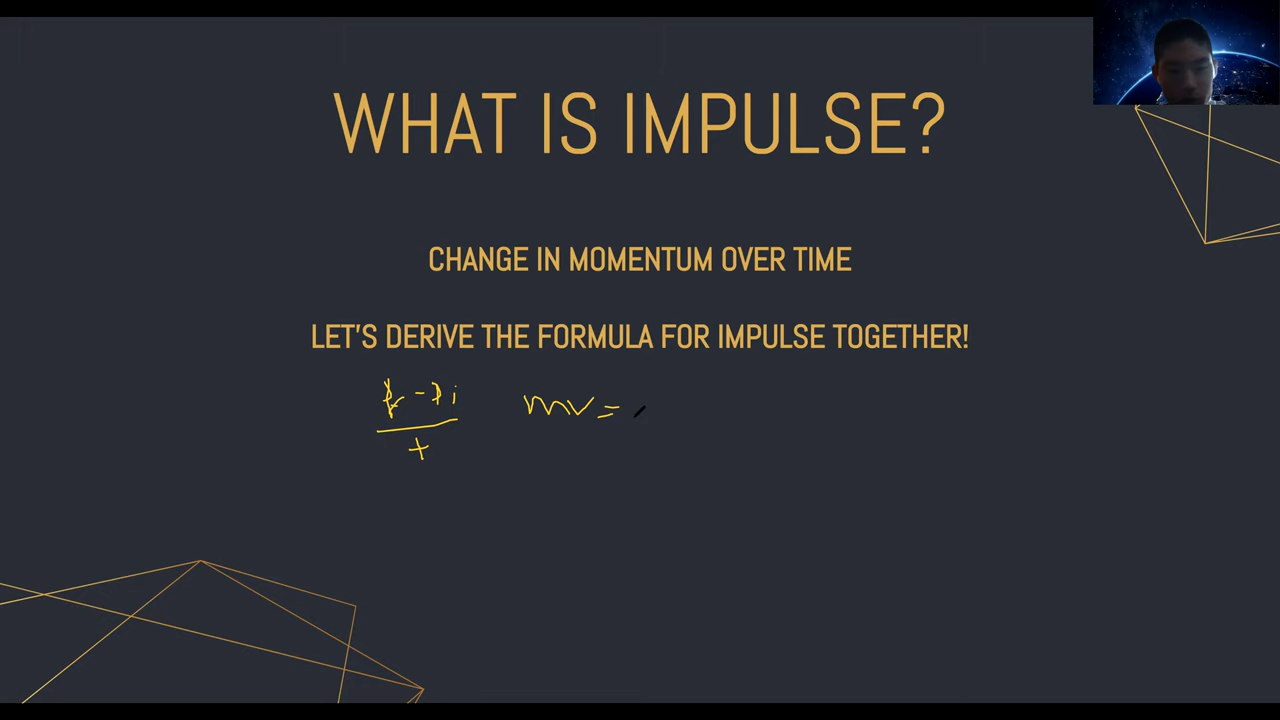 WHAT IS IMPULSE?
CHANGE IN MOMENTUM OVER TIME
LET'S DERIVE THE FORMULA FOR IMPULSE TOGETHER!
mv =
t